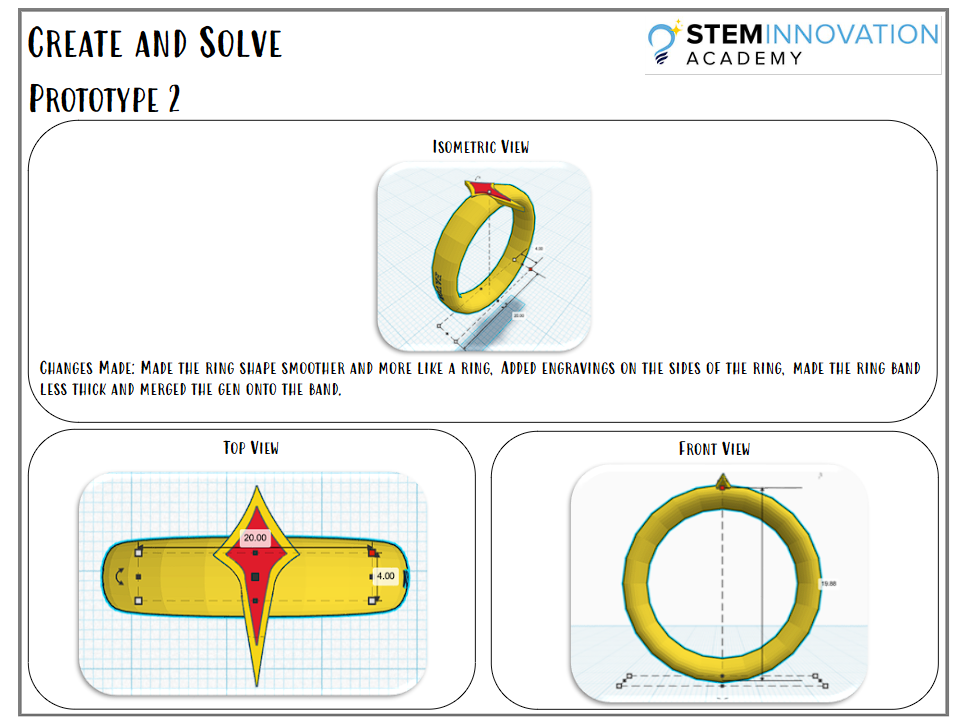 Create and Solve
STEMINNOVATION
ACADEMY
Prototype 2
Isometric View
4.00
20.00
Changes Made: Made the ring shape smoother and more like a ring, Added engravings on the sides of the ring, made the ring band
less thick and merged the gen onto the band,
Top View
Front View
20.00
4.00
19.88